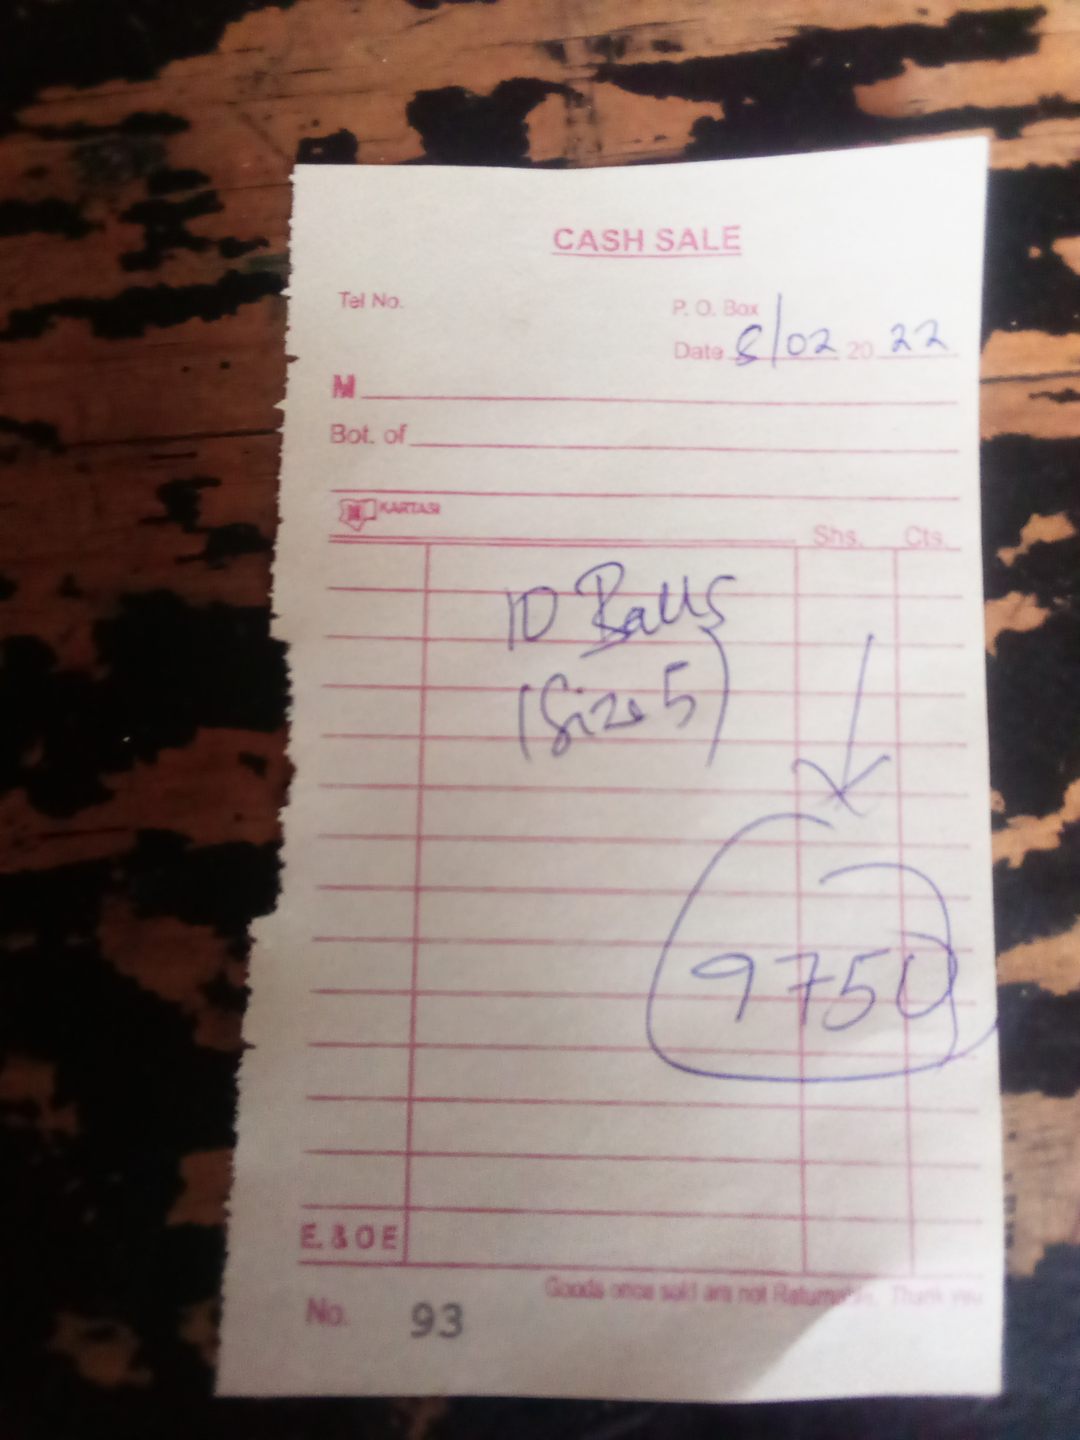 CASH SALE
Tel No. P. O. Box
Date 8/02 20 22
M
Bot. of
KARTASI
Shs. Cts.
10 Balls
(Size 5)
9750
E. & O E
Goods once sold are not Returnable. Thank you
No. 93